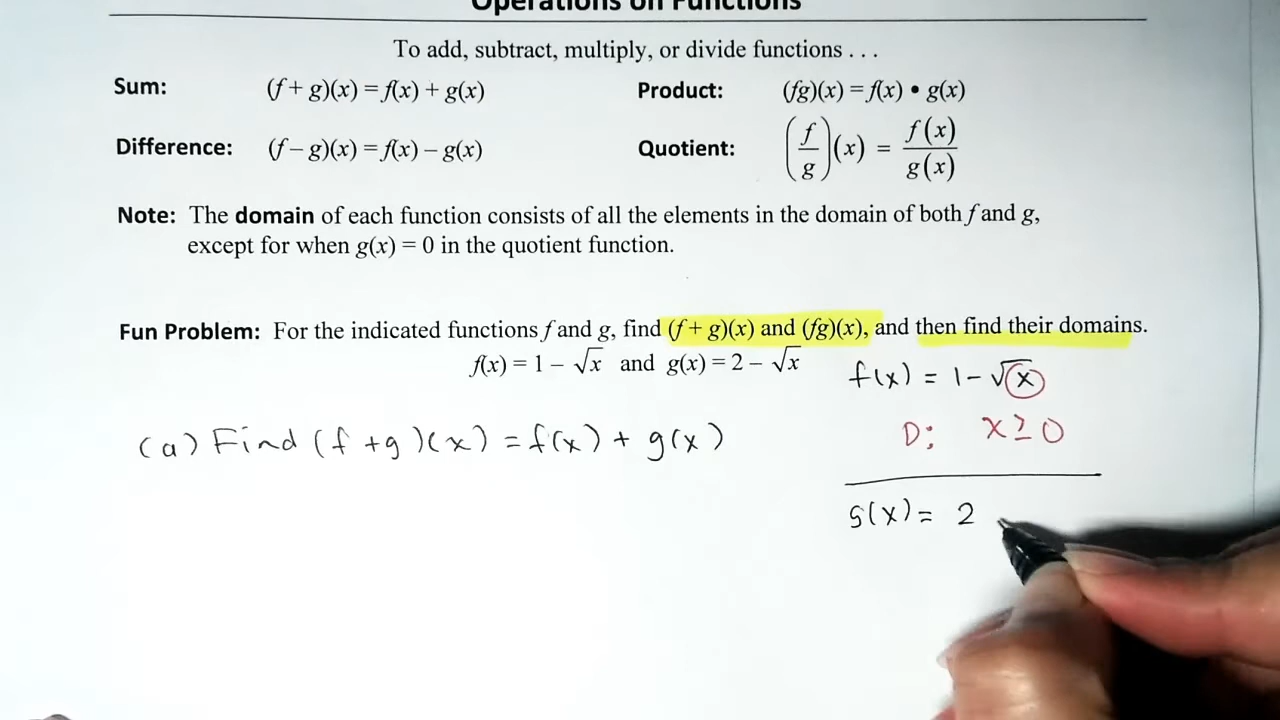 Operations on Functions
To add, subtract, multiply, or divide functions . . .
Sum: (f + g)(x) = f(x) + g(x) Product: (fg)(x) = f(x) • g(x)
Difference: (f – g)(x) = f(x) – g(x) Quotient: (f/g)(x) = f(x)/g(x)
Note: The domain of each function consists of all the elements in the domain of both f and g,
except for when g(x) = 0 in the quotient function.
Fun Problem: For the indicated functions f and g, find (f + g)(x) and (fg)(x), and then find their domains.
f(x) = 1 – √x and g(x) = 2 – √x
f(x) = 1 - √x
(a) Find (f + g)(x) = f(x) + g(x)
D: x ≥ 0
g(x) = 2